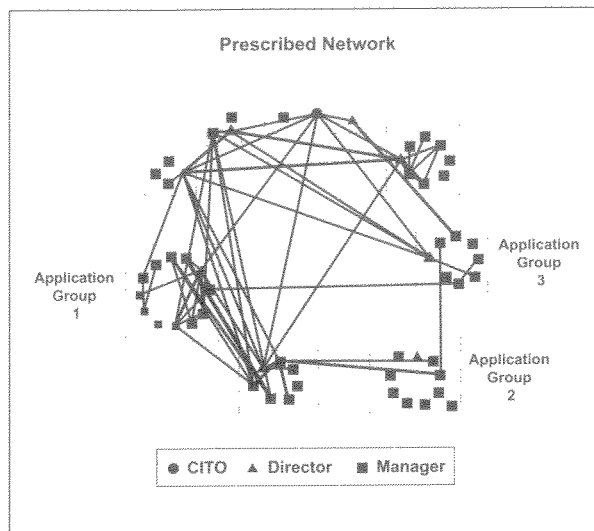 Prescribed Network
Application
Group
1
Application
Group
3
Application
Group
2
CITO Director Manager